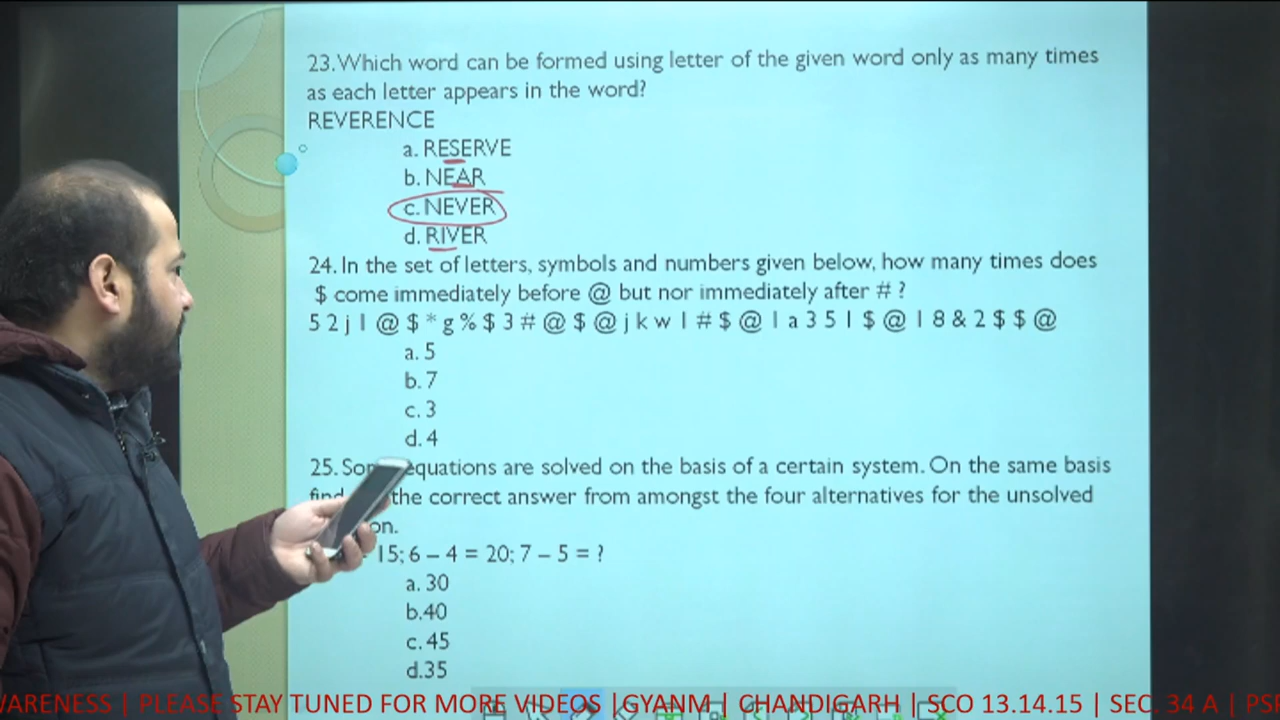 23. Which word can be formed using letter of the given word only as many times
as each letter appears in the word?
REVERENCE
a. RESERVE
b. NEAR
c. NEVER
d. RIVER
24. In the set of letters, symbols and numbers given below, how many times does
$ come immediately before @ but nor immediately after # ?
5 2 j l @ $ * g % $ 3 # @ $ @ j k w l # $ @ l a 3 5 l $ @ l 8 & 2 $ $ @
a. 5
b. 7
c. 3
d. 4
25. equations are solved on the basis of a certain system. On the same basis
the correct answer from amongst the four alternatives for the unsolved
15; 6 – 4 = 20; 7 – 5 = ?
a. 30
b.40
c. 45
d.35
| PLEASE STAY TUNED FOR MORE VIDEOS | GYANM | CHANDIGARH | SCO 13.14.15 | SEC. 34 A |